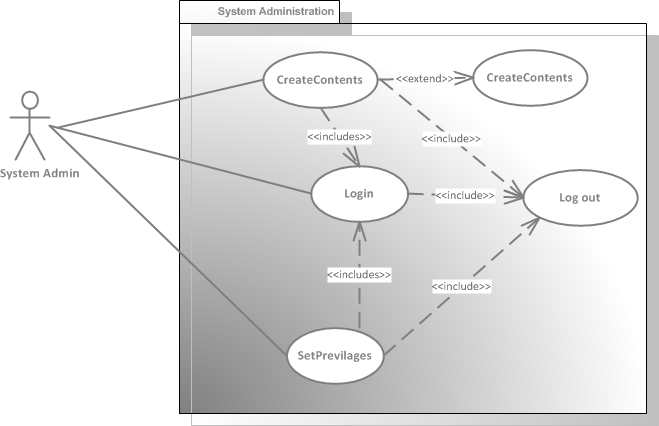 System Administration
CreateContents
<<extend>>
CreateContents
<<includes>>
<<include>>
System Admin
Login
<<include>>
Log out
<<includes>>
<<include>>
SetPrevilages